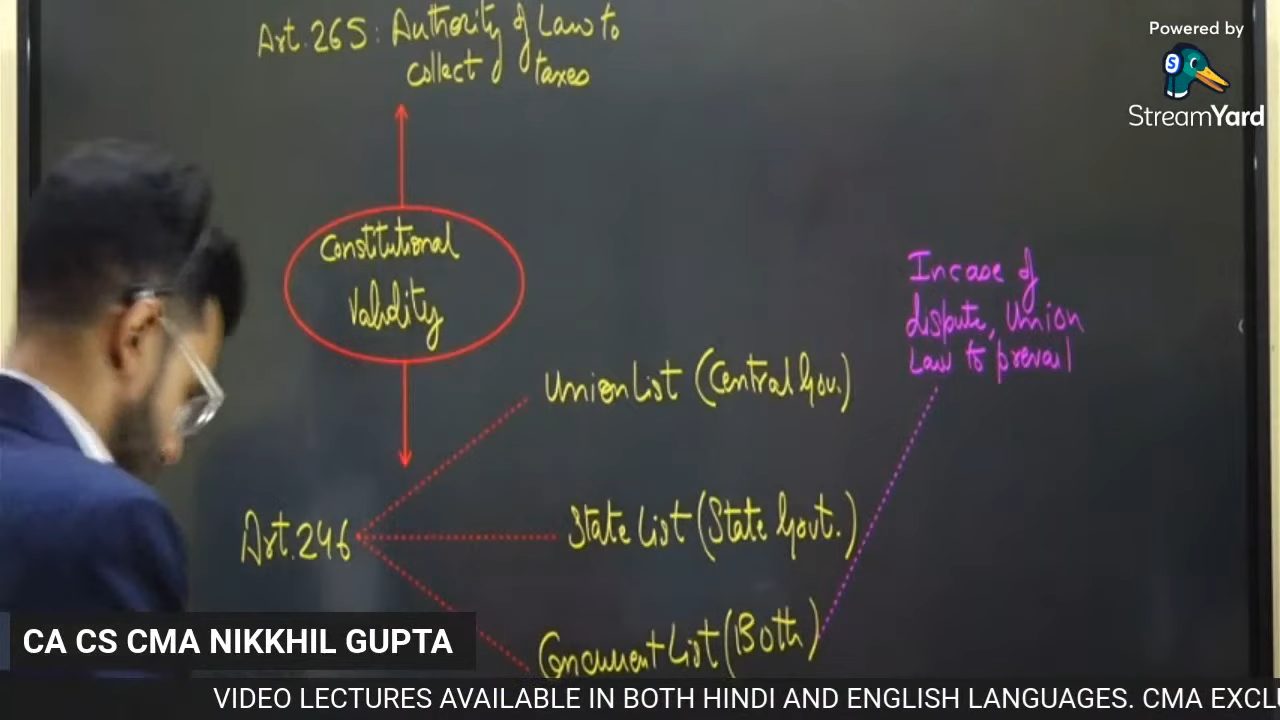 Art. 265: Authority of Law to
collect taxes
Powered by
StreamYard
Constitutional
Validity
Incase of
dispute, Union
Law to prevail
Union List (Central Gov.)
Art. 246
State List (State Govt.)
Concurrent List (Both)
CA CS CMA NIKKHIL GUPTA
VIDEO LECTURES AVAILABLE IN BOTH HINDI AND ENGLISH LANGUAGES. CMA EXCL